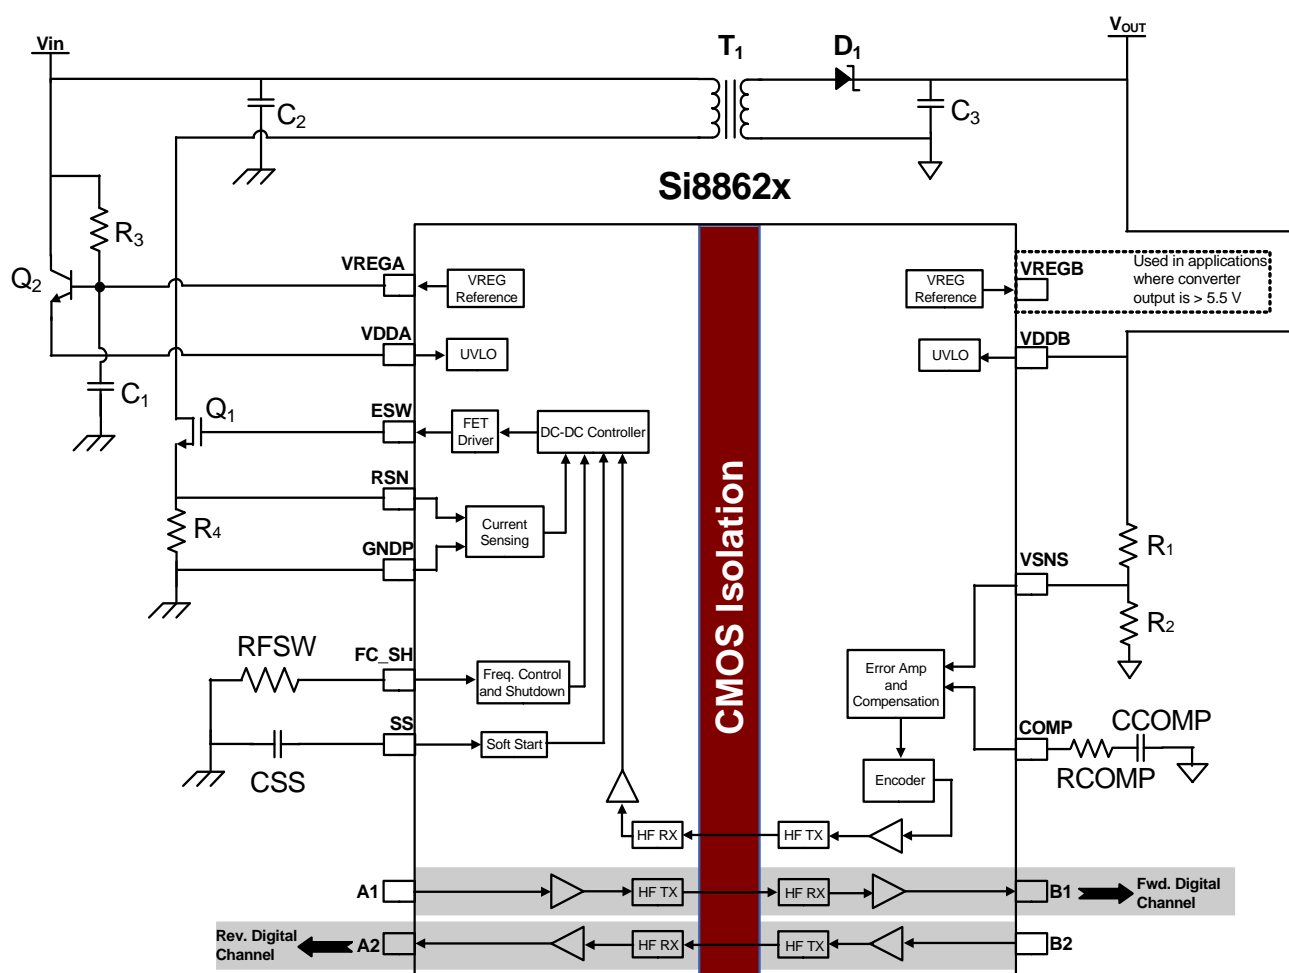 Vin
T1
D1
VOUT
C2
C3
Si8862x
R3
Q2
VREGA
VREG
Reference
VREG
Reference
VREGB
Used in applications
where converter
output is > 5.5 V
VDDA
UVLO
UVLO
VDDB
C1
Q1
ESW
FET
Driver
DC-DC Controller
RSN
R4
Current
Sensing
GNDP
CMOS Isolation
VSNS
R1
R2
RFSW
FC_SH
Freq. Control
and Shutdown
Error Amp
and
Compensation
SS
Soft Start
CSS
COMP
CCOMP
RCOMP
Encoder
HF RX
HF TX
A1
HF TX
HF RX
B1
Fwd. Digital
Channel
Rev. Digital
Channel
A2
HF RX
HF TX
B2